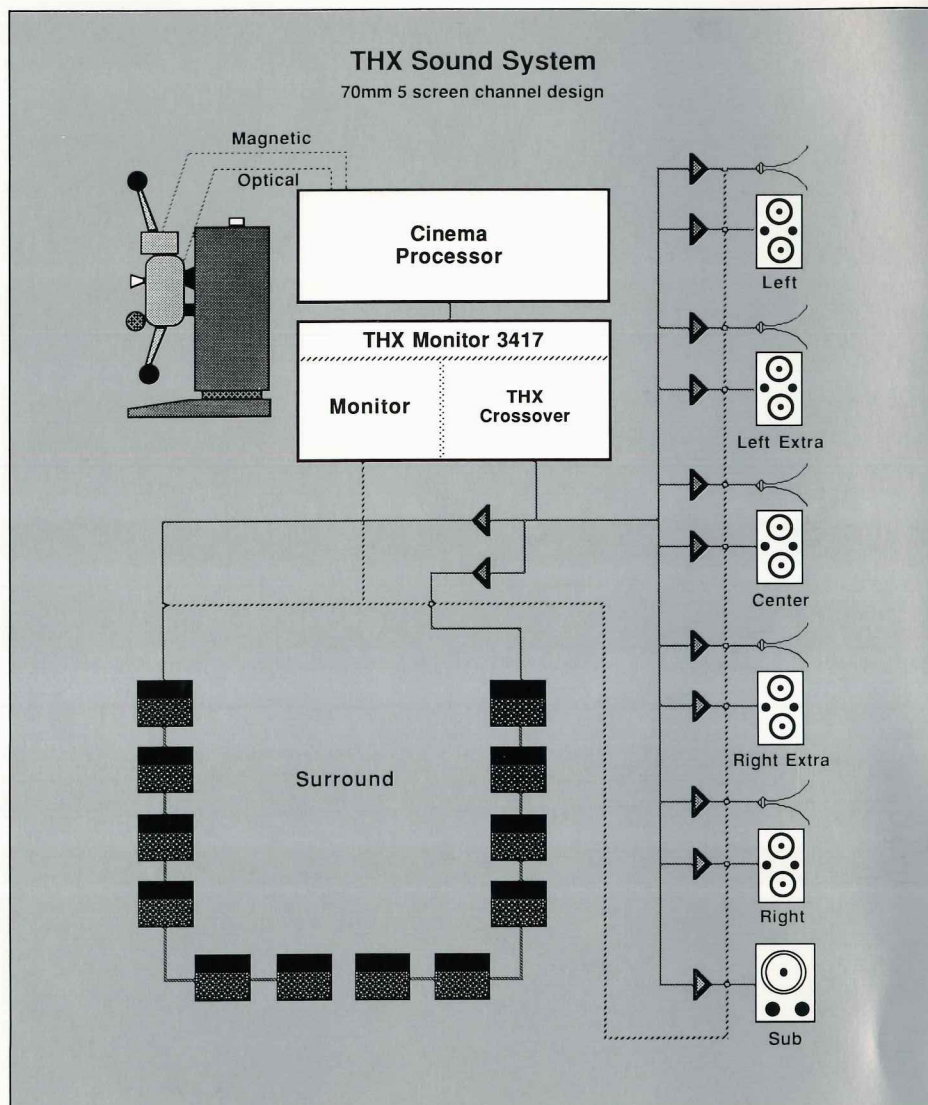 THX Sound System
70mm 5 screen channel design
Magnetic
Optical
Cinema
Processor
THX Monitor 3417
Monitor
THX
Crossover
Left
Left Extra
Center
Right Extra
Surround
Right
Sub